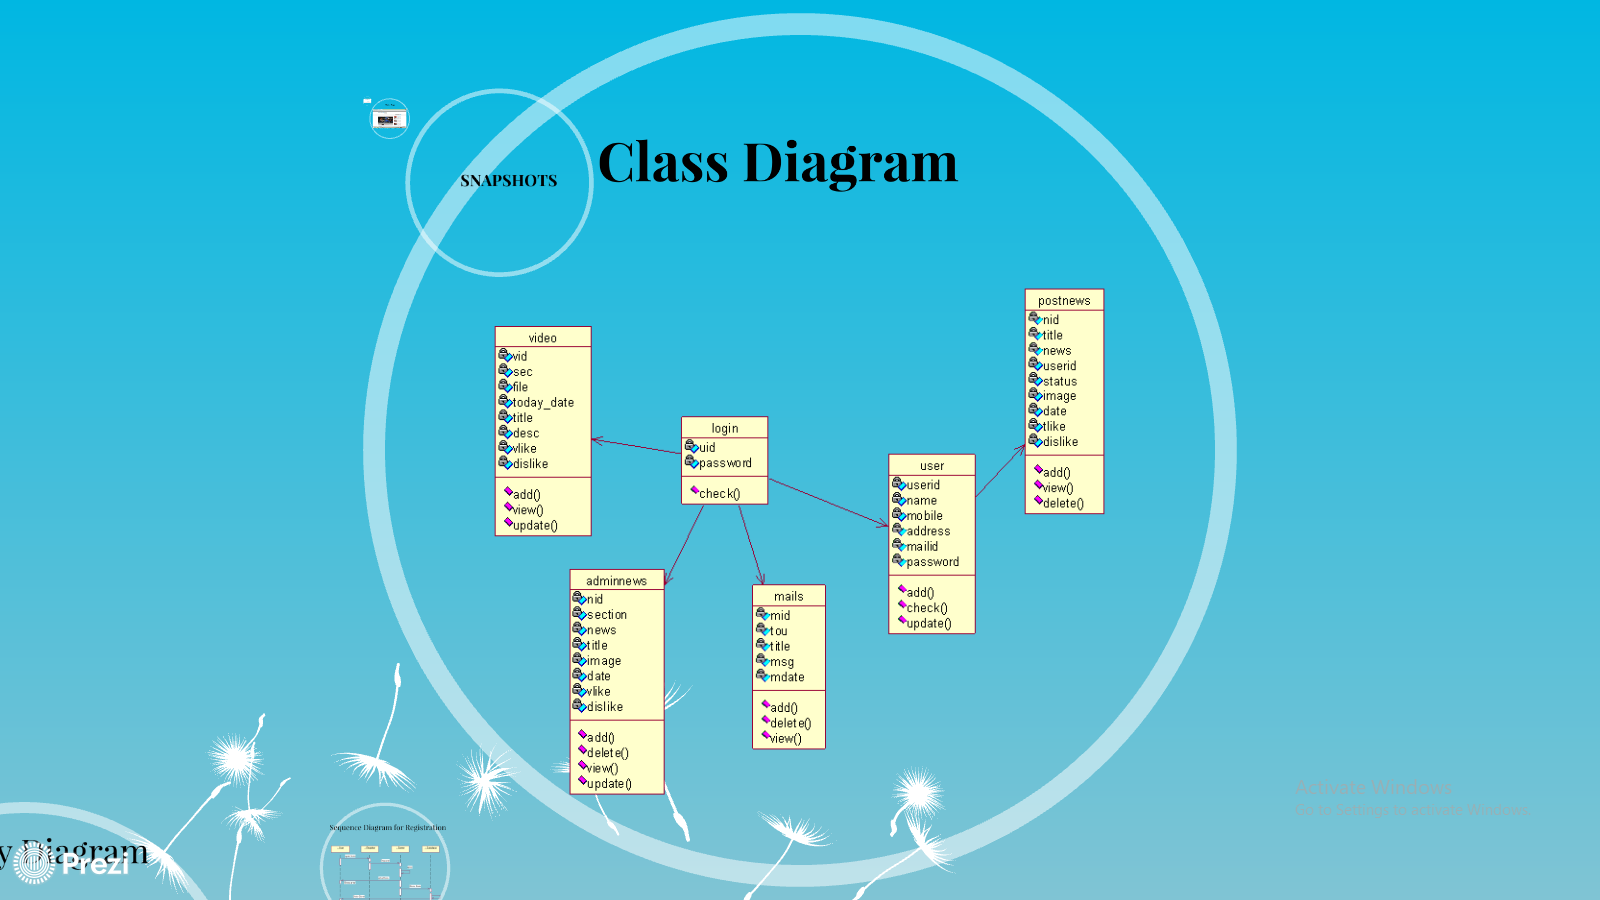 Class Diagram
SNAPSHOTS
video
vid
sec
file
today_date
title
desc
vlike
dislike
add()
view()
update()
login
uid
password
check()
postnews
nid
title
news
userid
status
image
date
tlike
dislike
add()
view()
delete()
user
userid
name
mobile
address
mailid
password
add()
check()
update()
adminnews
nid
section
news
title
image
date
vlike
dislike
add()
delete()
view()
update()
mails
mid
tou
title
msg
mdate
add()
delete()
view()
Activate Windows
Go to Settings to activate Windows.
Sequence Diagram for Registration
y Diagram
Prezi